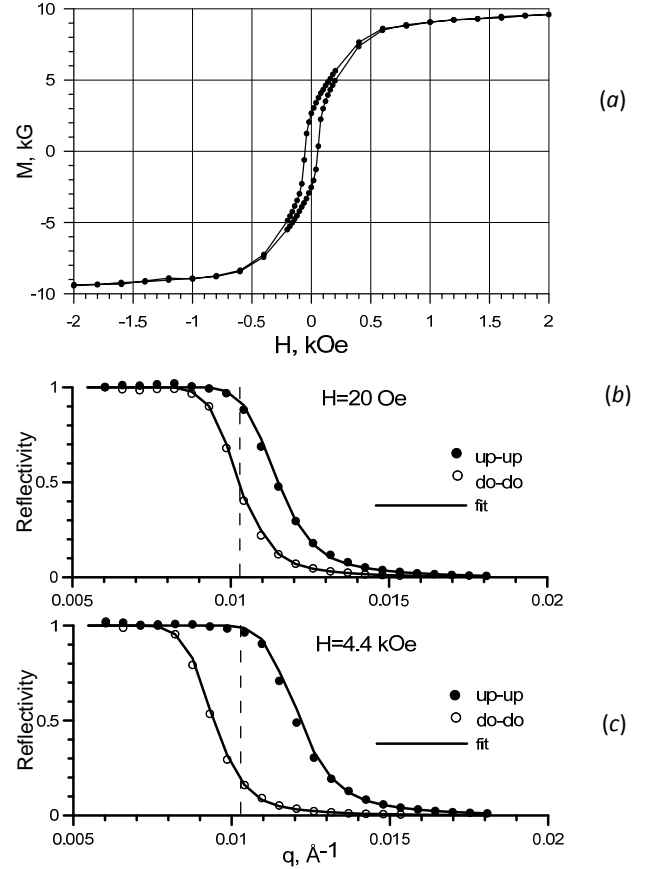 10
5
0
-5
-10
M, kG
-2 -1.5 -1 -0.5 0 0.5 1 1.5 2
H, kOe
(a)
1
0.5
0
Reflectivity
H=20 Oe
up-up
do-do
fit
0.005 0.01 0.015 0.02
(b)
1
0.5
0
Reflectivity
H=4.4 kOe
up-up
do-do
fit
0.005 0.01 0.015 0.02
q, Å-1
(c)